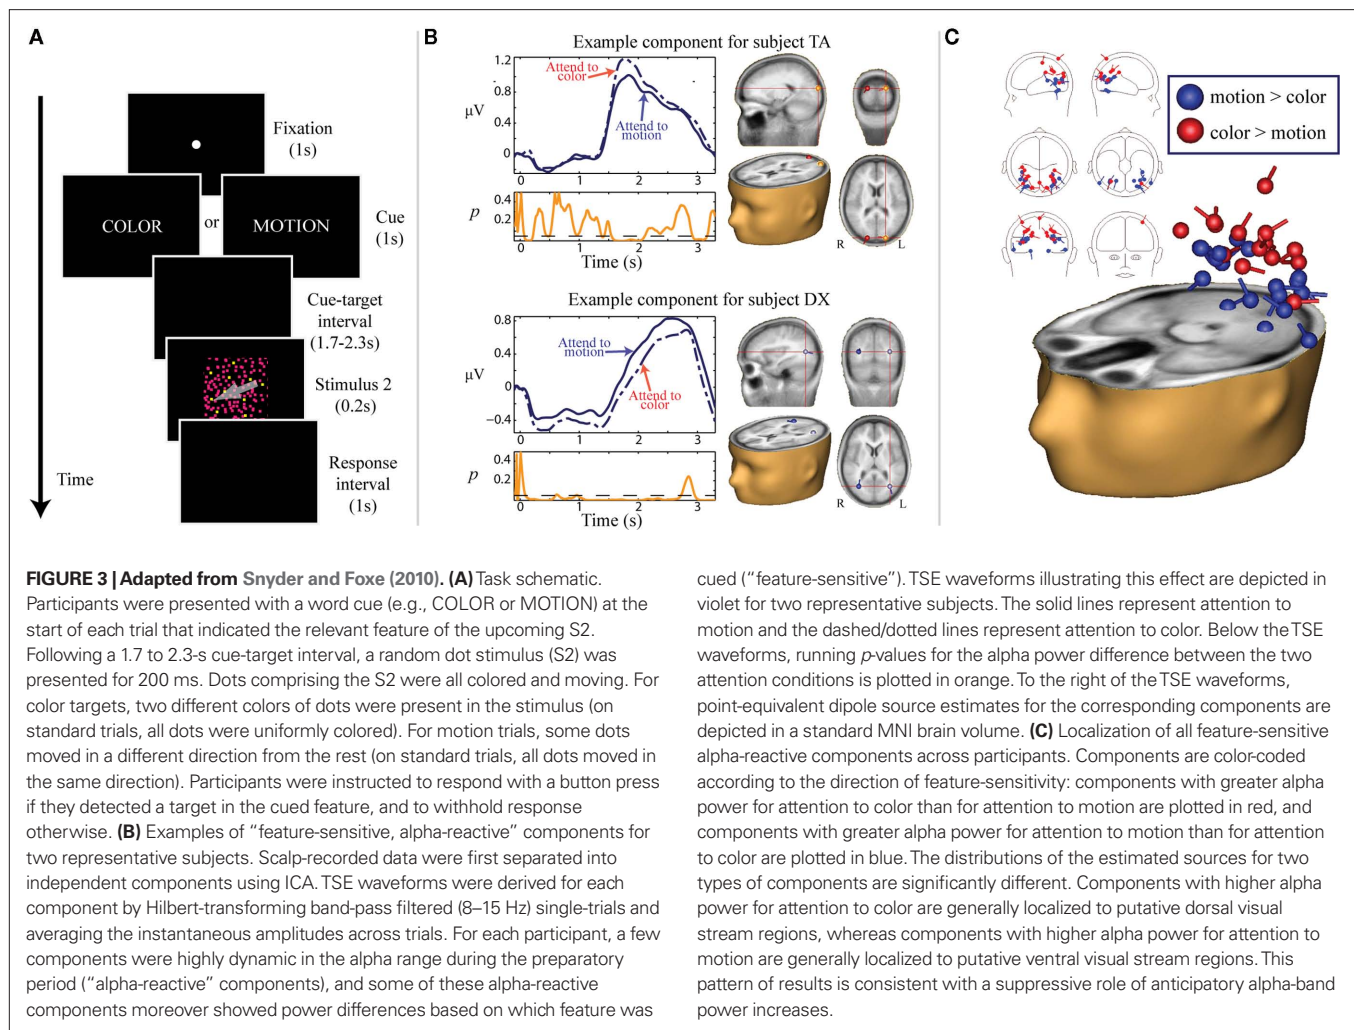 A
Fixation
(1s)
COLOR
or
MOTION
Cue
(1s)
Cue-target
interval
(1.7-2.3s)
Stimulus 2
(0.2s)
Response
interval
(1s)
Time
B
Example component for subject TA
1.2
0.8
0.4
0
μV
Attend to
color
Attend to
motion
0 1 2 3
p
0.4
0.2
0 1 2 3
Time (s)
R L
Example component for subject DX
0.8
0.4
0
−0.4
μV
Attend to
motion
Attend to
color
0 1 2 3
p
0.4
0.2
0 1 2 3
Time (s)
R L
C
motion > color
color > motion
FIGURE 3 | Adapted from Snyder and Foxe (2010). (A) Task schematic.
Participants were presented with a word cue (e.g., COLOR or MOTION) at the
start of each trial that indicated the relevant feature of the upcoming S2.
Following a 1.7 to 2.3-s cue-target interval, a random dot stimulus (S2) was
presented for 200 ms. Dots comprising the S2 were all colored and moving. For
color targets, two different colors of dots were present in the stimulus (on
standard trials, all dots were uniformly colored). For motion trials, some dots
moved in a different direction from the rest (on standard trials, all dots moved in
the same direction). Participants were instructed to respond with a button press
if they detected a target in the cued feature, and to withhold response
otherwise. (B) Examples of “feature-sensitive, alpha-reactive” components for
two representative subjects. Scalp-recorded data were first separated into
independent components using ICA. TSE waveforms were derived for each
component by Hilbert-transforming band-pass filtered (8–15 Hz) single-trials and
averaging the instantaneous amplitudes across trials. For each participant, a few
components were highly dynamic in the alpha range during the preparatory
period (“alpha-reactive” components), and some of these alpha-reactive
components moreover showed power differences based on which feature was
cued (“feature-sensitive”). TSE waveforms illustrating this effect are depicted in
violet for two representative subjects. The solid lines represent attention to
motion and the dashed/dotted lines represent attention to color. Below the TSE
waveforms, running p-values for the alpha power difference between the two
attention conditions is plotted in orange. To the right of the TSE waveforms,
point-equivalent dipole source estimates for the corresponding components are
depicted in a standard MNI brain volume. (C) Localization of all feature-sensitive
alpha-reactive components across participants. Components are color-coded
according to the direction of feature-sensitivity: components with greater alpha
power for attention to color than for attention to motion are plotted in red, and
components with greater alpha power for attention to motion than for attention
to color are plotted in blue. The distributions of the estimated sources for two
types of components are significantly different. Components with higher alpha
power for attention to color are generally localized to putative dorsal visual
stream regions, whereas components with higher alpha power for attention to
motion are generally localized to putative ventral visual stream regions. This
pattern of results is consistent with a suppressive role of anticipatory alpha-band
power increases.